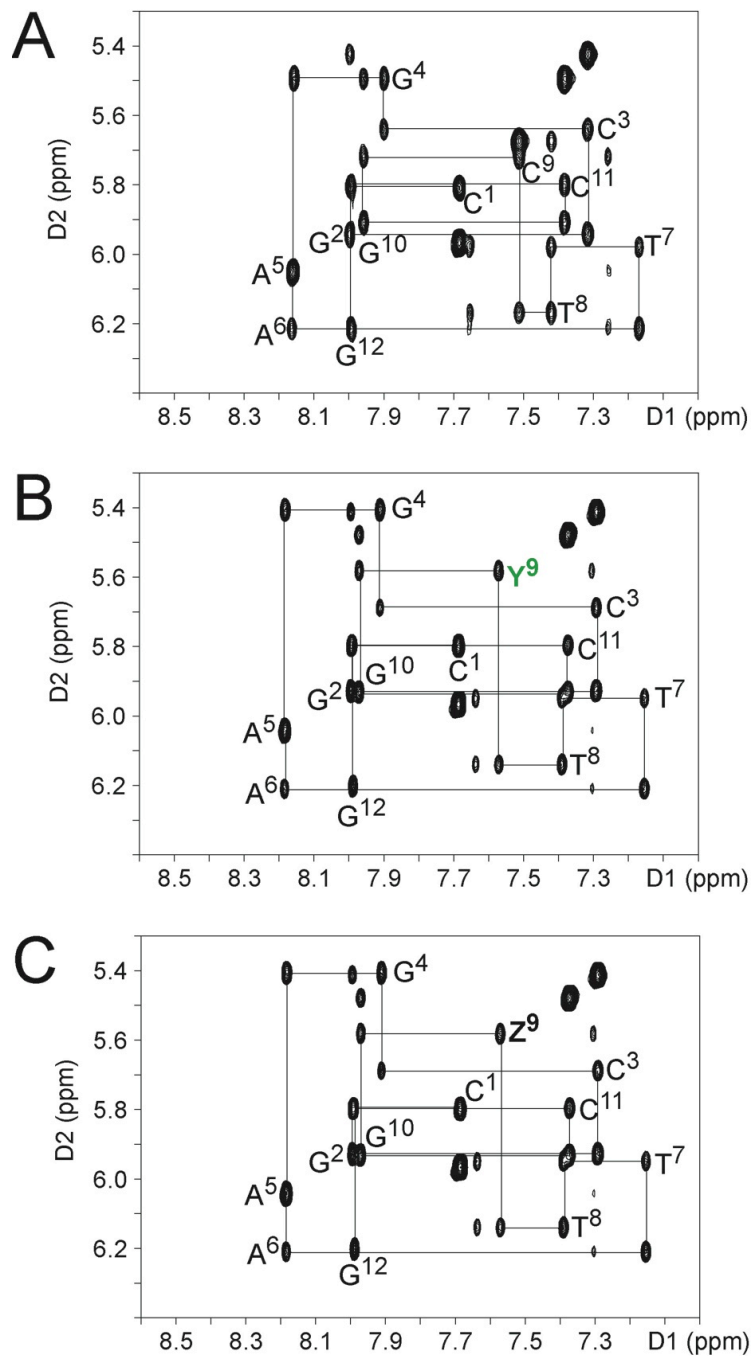 A
D2 (ppm)
5.4
5.6
5.8
6.0
6.2
G⁴
C³
C⁹
C¹¹
C¹
G²
G¹⁰
T⁷
A⁵
T⁸
A⁶
G¹²
8.5 8.3 8.1 7.9 7.7 7.5 7.3 D1 (ppm)
B
D2 (ppm)
5.4
5.6
5.8
6.0
6.2
G⁴
Y⁹
C³
C¹¹
G¹⁰
C¹
G²
T⁷
A⁵
T⁸
A⁶
G¹²
8.5 8.3 8.1 7.9 7.7 7.5 7.3 D1 (ppm)
C
D2 (ppm)
5.4
5.6
5.8
6.0
6.2
G⁴
Z⁹
C³
C¹
C¹¹
G¹⁰
G²
T⁷
A⁵
T⁸
A⁶
G¹²
8.5 8.3 8.1 7.9 7.7 7.5 7.3 D1 (ppm)